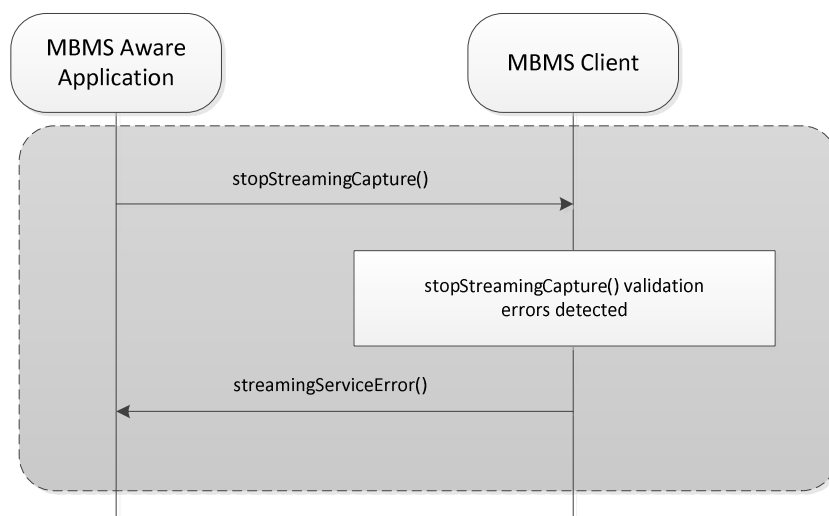 MBMS Aware
Application
MBMS Client
stopStreamingCapture()
stopStreamingCapture() validation
errors detected
streamingServiceError()